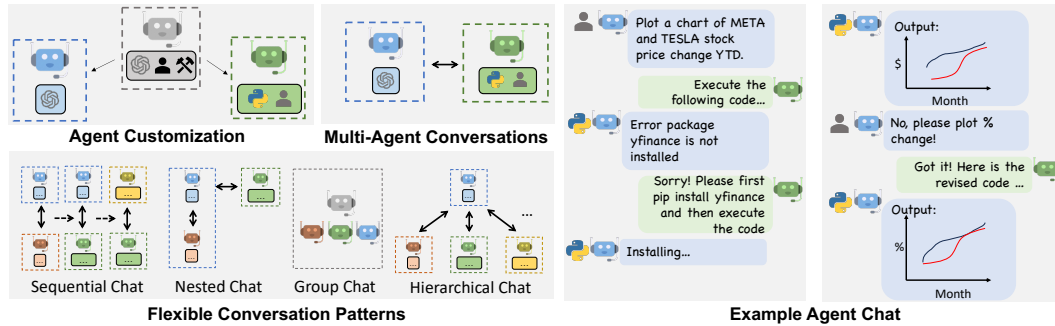 Agent Customization
Multi-Agent Conversations
...
...
...
...
...
...
...
...
...
...
...
...
...
...
Sequential Chat
Nested Chat
Group Chat
Hierarchical Chat
Flexible Conversation Patterns
Plot a chart of META
and TESLA stock
price change YTD.
Execute the
following code...
Error package
yfinance is not
installed
Sorry! Please first
pip install yfinance
and then execute
the code
Installing...
Output:
$
Month
No, please plot %
change!
Got it! Here is the
revised code ...
Output:
%
Month
Example Agent Chat